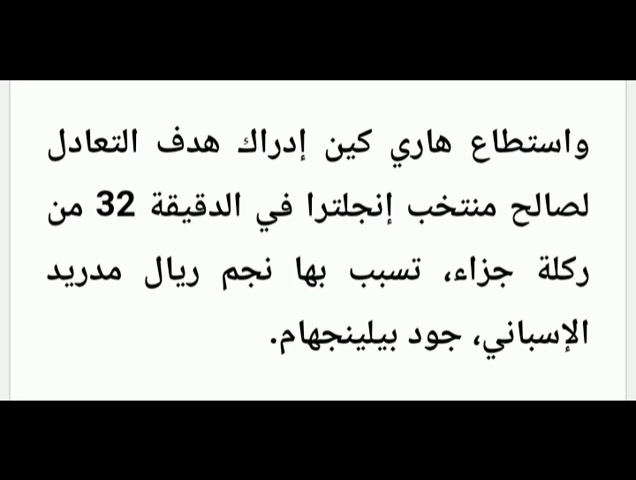 واستطاع هاري كين إدراك هدف التعادل
لصالح منتخب إنجلترا في الدقيقة 32 من
ركلة جزاء، تسبب بها نجم ريال مدريد
الإسباني، جود بيلينجهام.